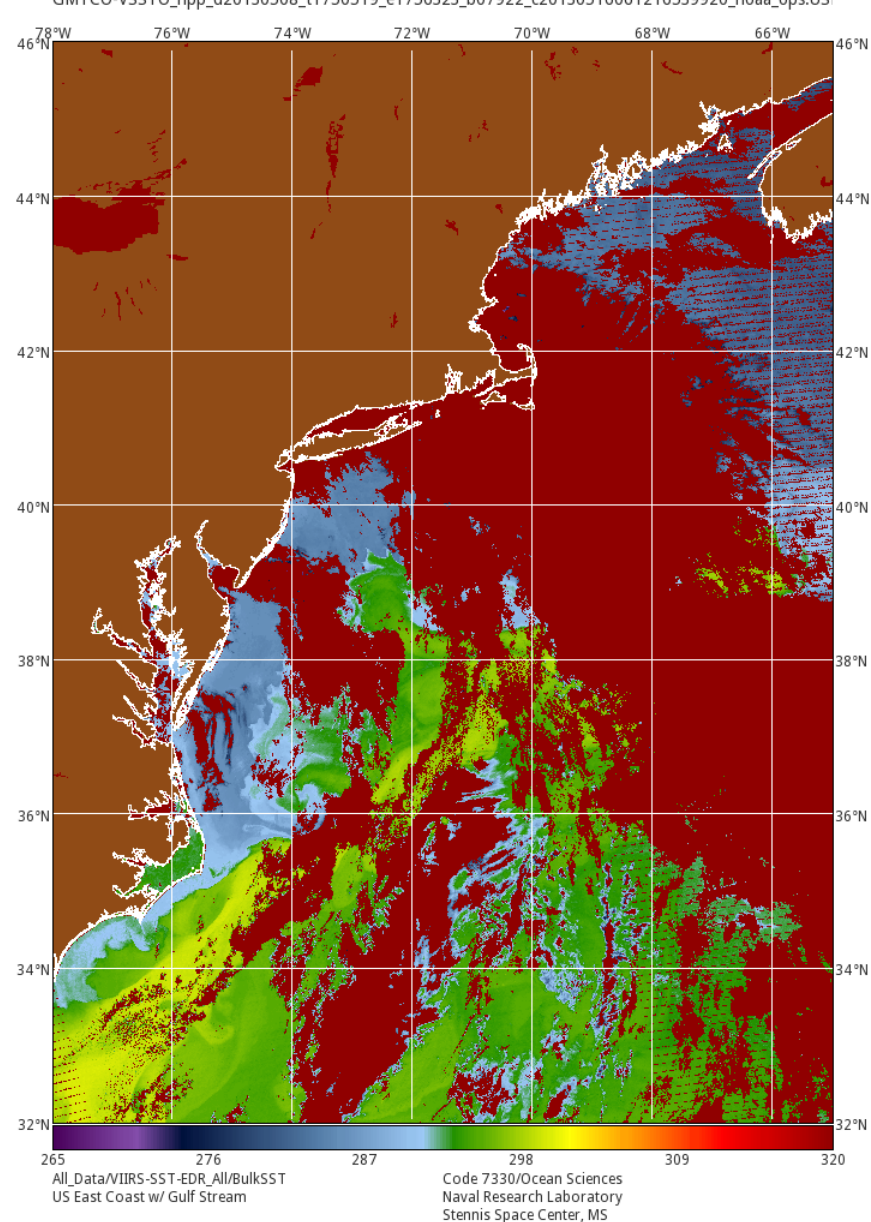 78°W 76°W 74°W 72°W 70°W 68°W 66°W
46°N 46°N
44°N 44°N
42°N 42°N
40°N 40°N
38°N 38°N
36°N 36°N
34°N 34°N
32°N 32°N
265 276 287 298 309 320
All_Data/VIIRS-SST-EDR_All/BulkSST Code 7330/Ocean Sciences
US East Coast w/ Gulf Stream Naval Research Laboratory
Stennis Space Center, MS